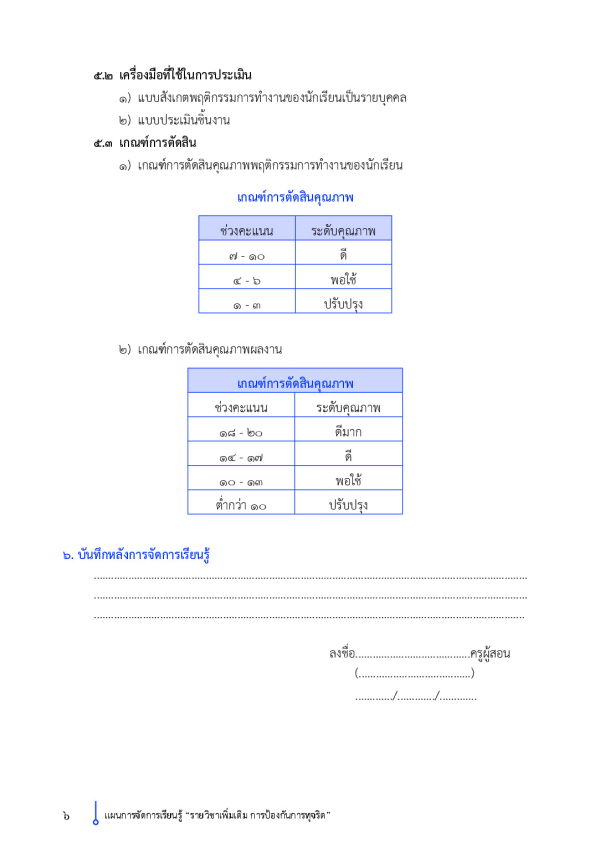 ๕.๒ เครื่องมือที่ใช้ในการประเมิน
๑) แบบสังเกตพฤติกรรมการทำงานของนักเรียนเป็นรายบุคคล
๒) แบบประเมินชิ้นงาน
๕.๓ เกณฑ์การตัดสิน
๑) เกณฑ์การตัดสินคุณภาพพฤติกรรมการทำงานของนักเรียน
เกณฑ์การตัดสินคุณภาพ
ช่วงคะแนน ระดับคุณภาพ
๗ - ๑๐ ดี
๔ - ๖ พอใช้
๑ - ๓ ปรับปรุง
๒) เกณฑ์การตัดสินคุณภาพผลงาน
เกณฑ์การตัดสินคุณภาพ
ช่วงคะแนน ระดับคุณภาพ
๑๘ - ๒๐ ดีมาก
๑๔ - ๑๗ ดี
๑๐ - ๑๓ พอใช้
ต่ำกว่า ๑๐ ปรับปรุง
๖. บันทึกหลังการจัดการเรียนรู้
........................................................................................................................................................
........................................................................................................................................................
.......................................................................................................................................................
ลงชื่อ........................................ครูผู้สอน
(.......................................)
............./............./.............
๖ แผนการจัดการเรียนรู้ “รายวิชาเพิ่มเติม การป้องกันการทุจริต”